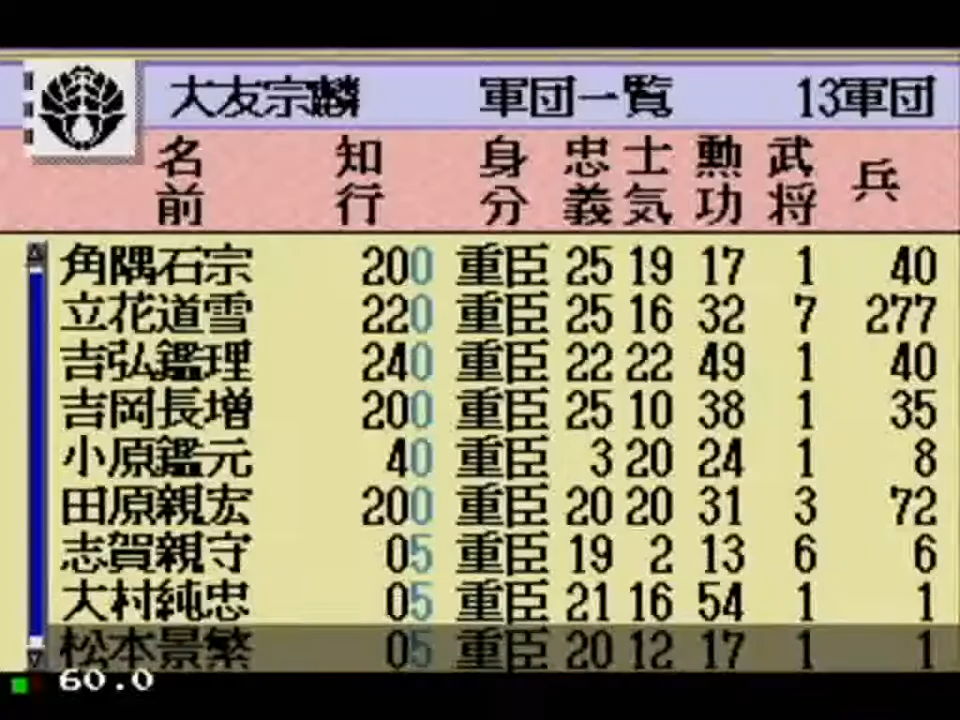 大友宗麟 軍団一覧 13軍団
名前 知行 身分 忠義 士気 勲功 武将 兵
角隅石宗 200 重臣 25 19 17 1 40
立花道雪 220 重臣 25 16 32 7 277
吉弘鑑理 240 重臣 22 22 49 1 40
吉岡長増 200 重臣 25 10 38 1 35
小原鑑元 40 重臣 3 20 24 1 8
田原親宏 200 重臣 20 20 31 3 72
志賀親守 05 重臣 19 2 13 6 6
大村純忠 05 重臣 21 16 54 1 1
松本景繁 05 重臣 20 12 17 1 1
60.0